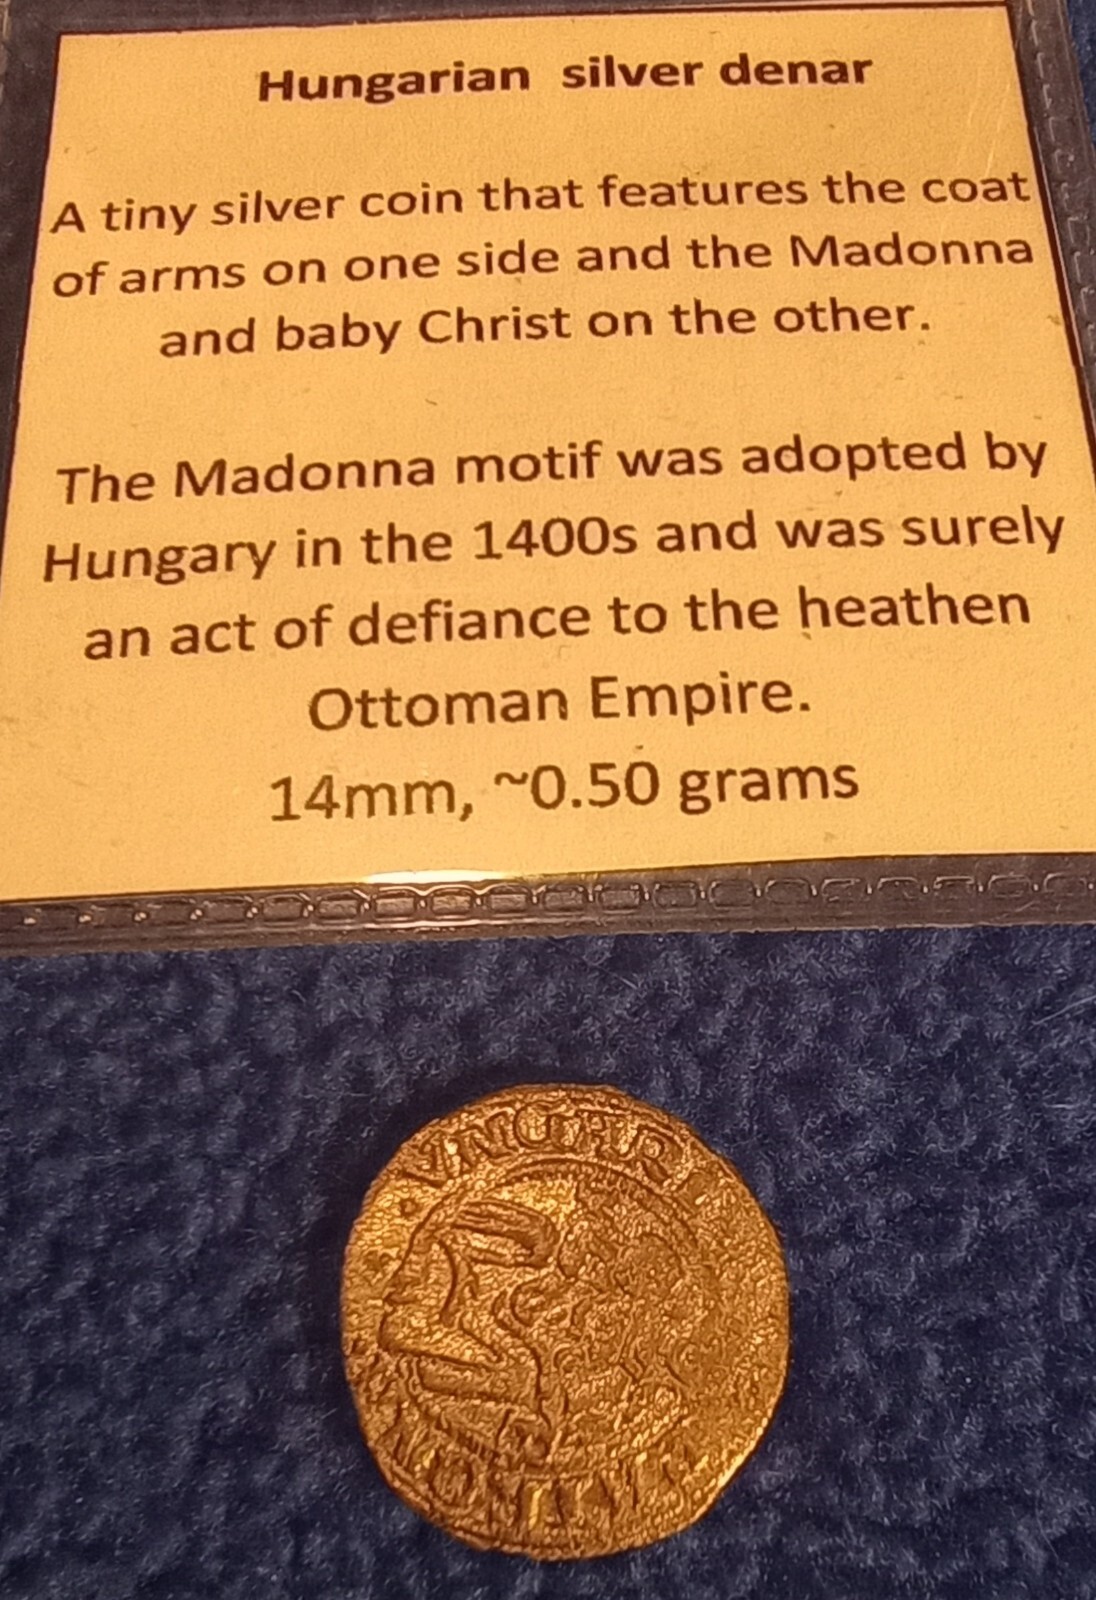 Hungarian silver denar
A tiny silver coin that features the coat
of arms on one side and the Madonna
and baby Christ on the other.
The Madonna motif was adopted by
Hungary in the 1400s and was surely
an act of defiance to the heathen
Ottoman Empire.
14mm, ~0.50 grams
VNGARI